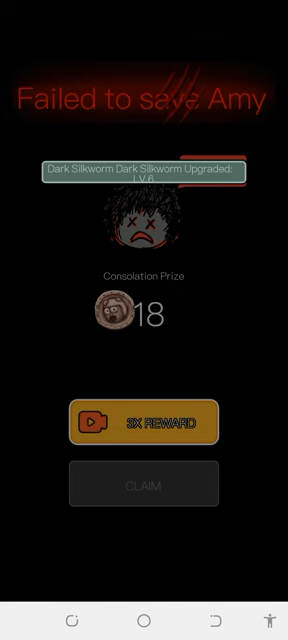 Failed to save Amy
Dark Silkworm Dark Silkworm Upgraded:
LV.6
Consolation Prize
18
3X REWARD
CLAIM